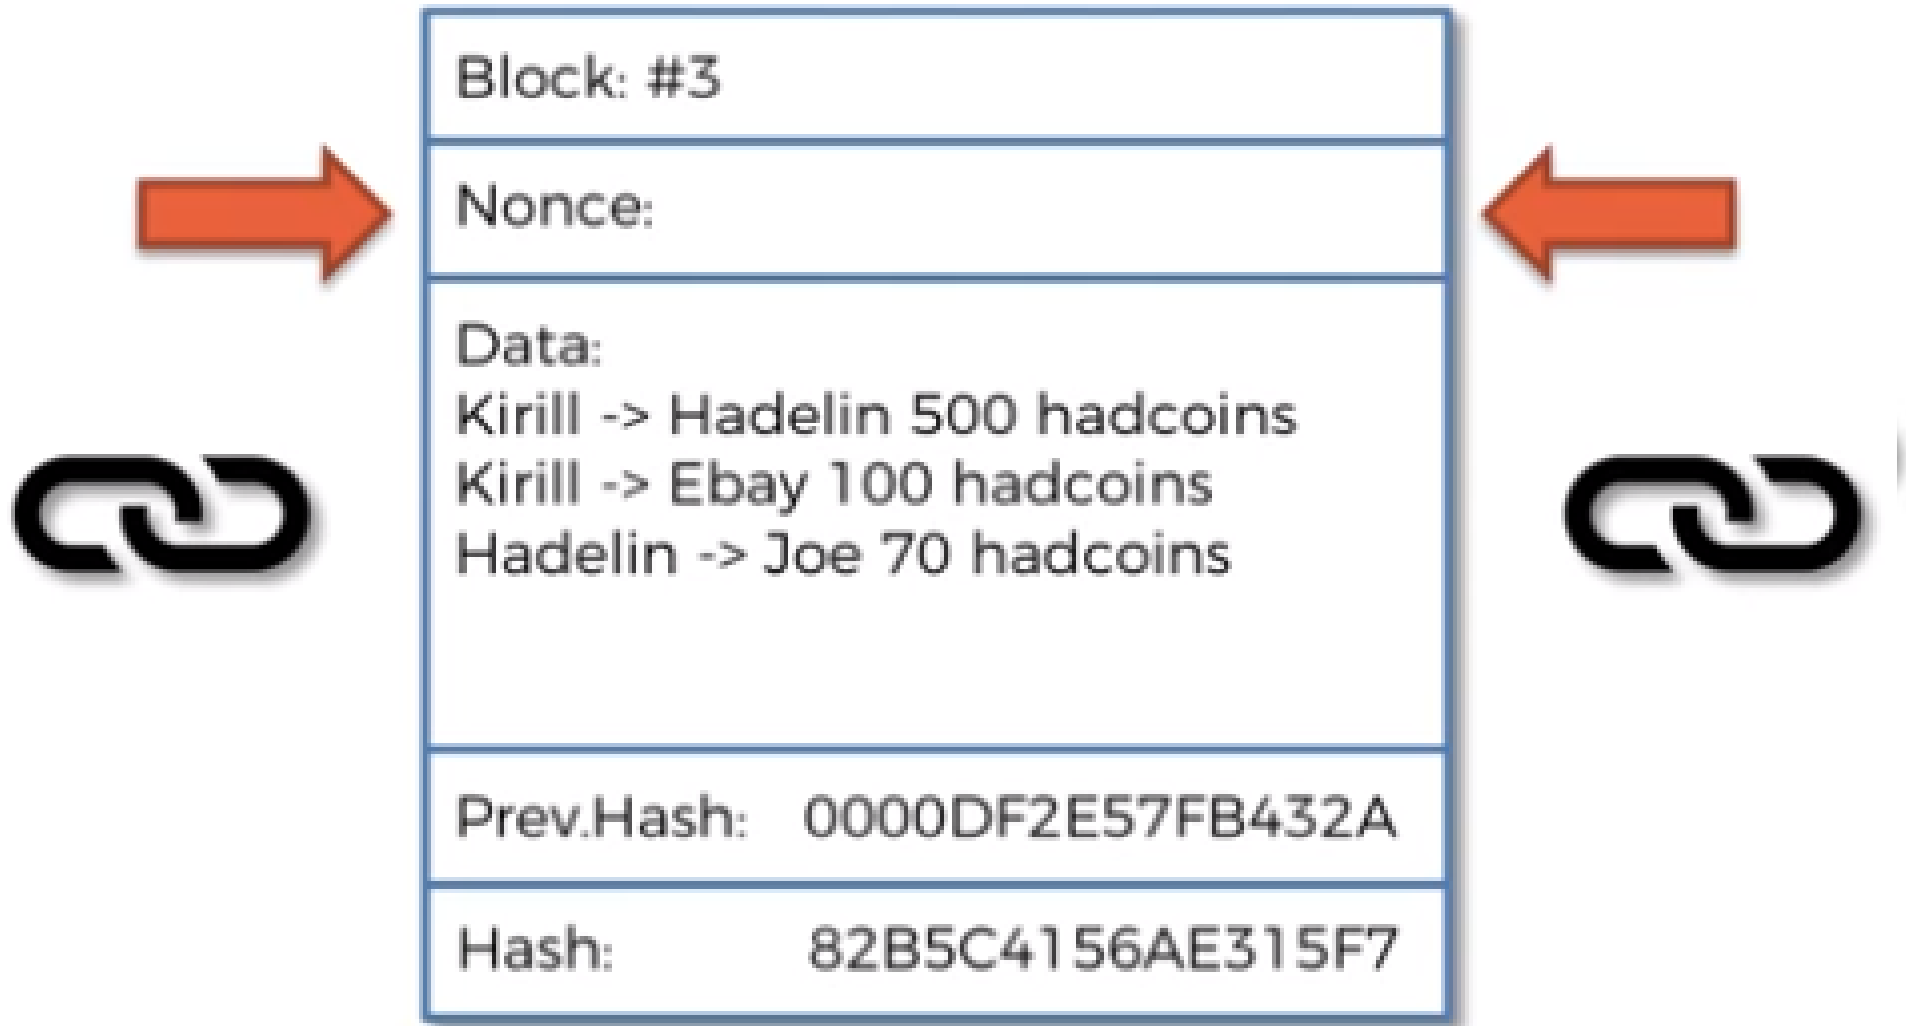 Block: #3
Nonce:
Data:
Kirill -> Hadelin 500 hadcoins
Kirill -> Ebay 100 hadcoins
Hadelin -> Joe 70 hadcoins
Prev.Hash: 0000DF2E57FB432A
Hash: 82B5C4156AE315F7